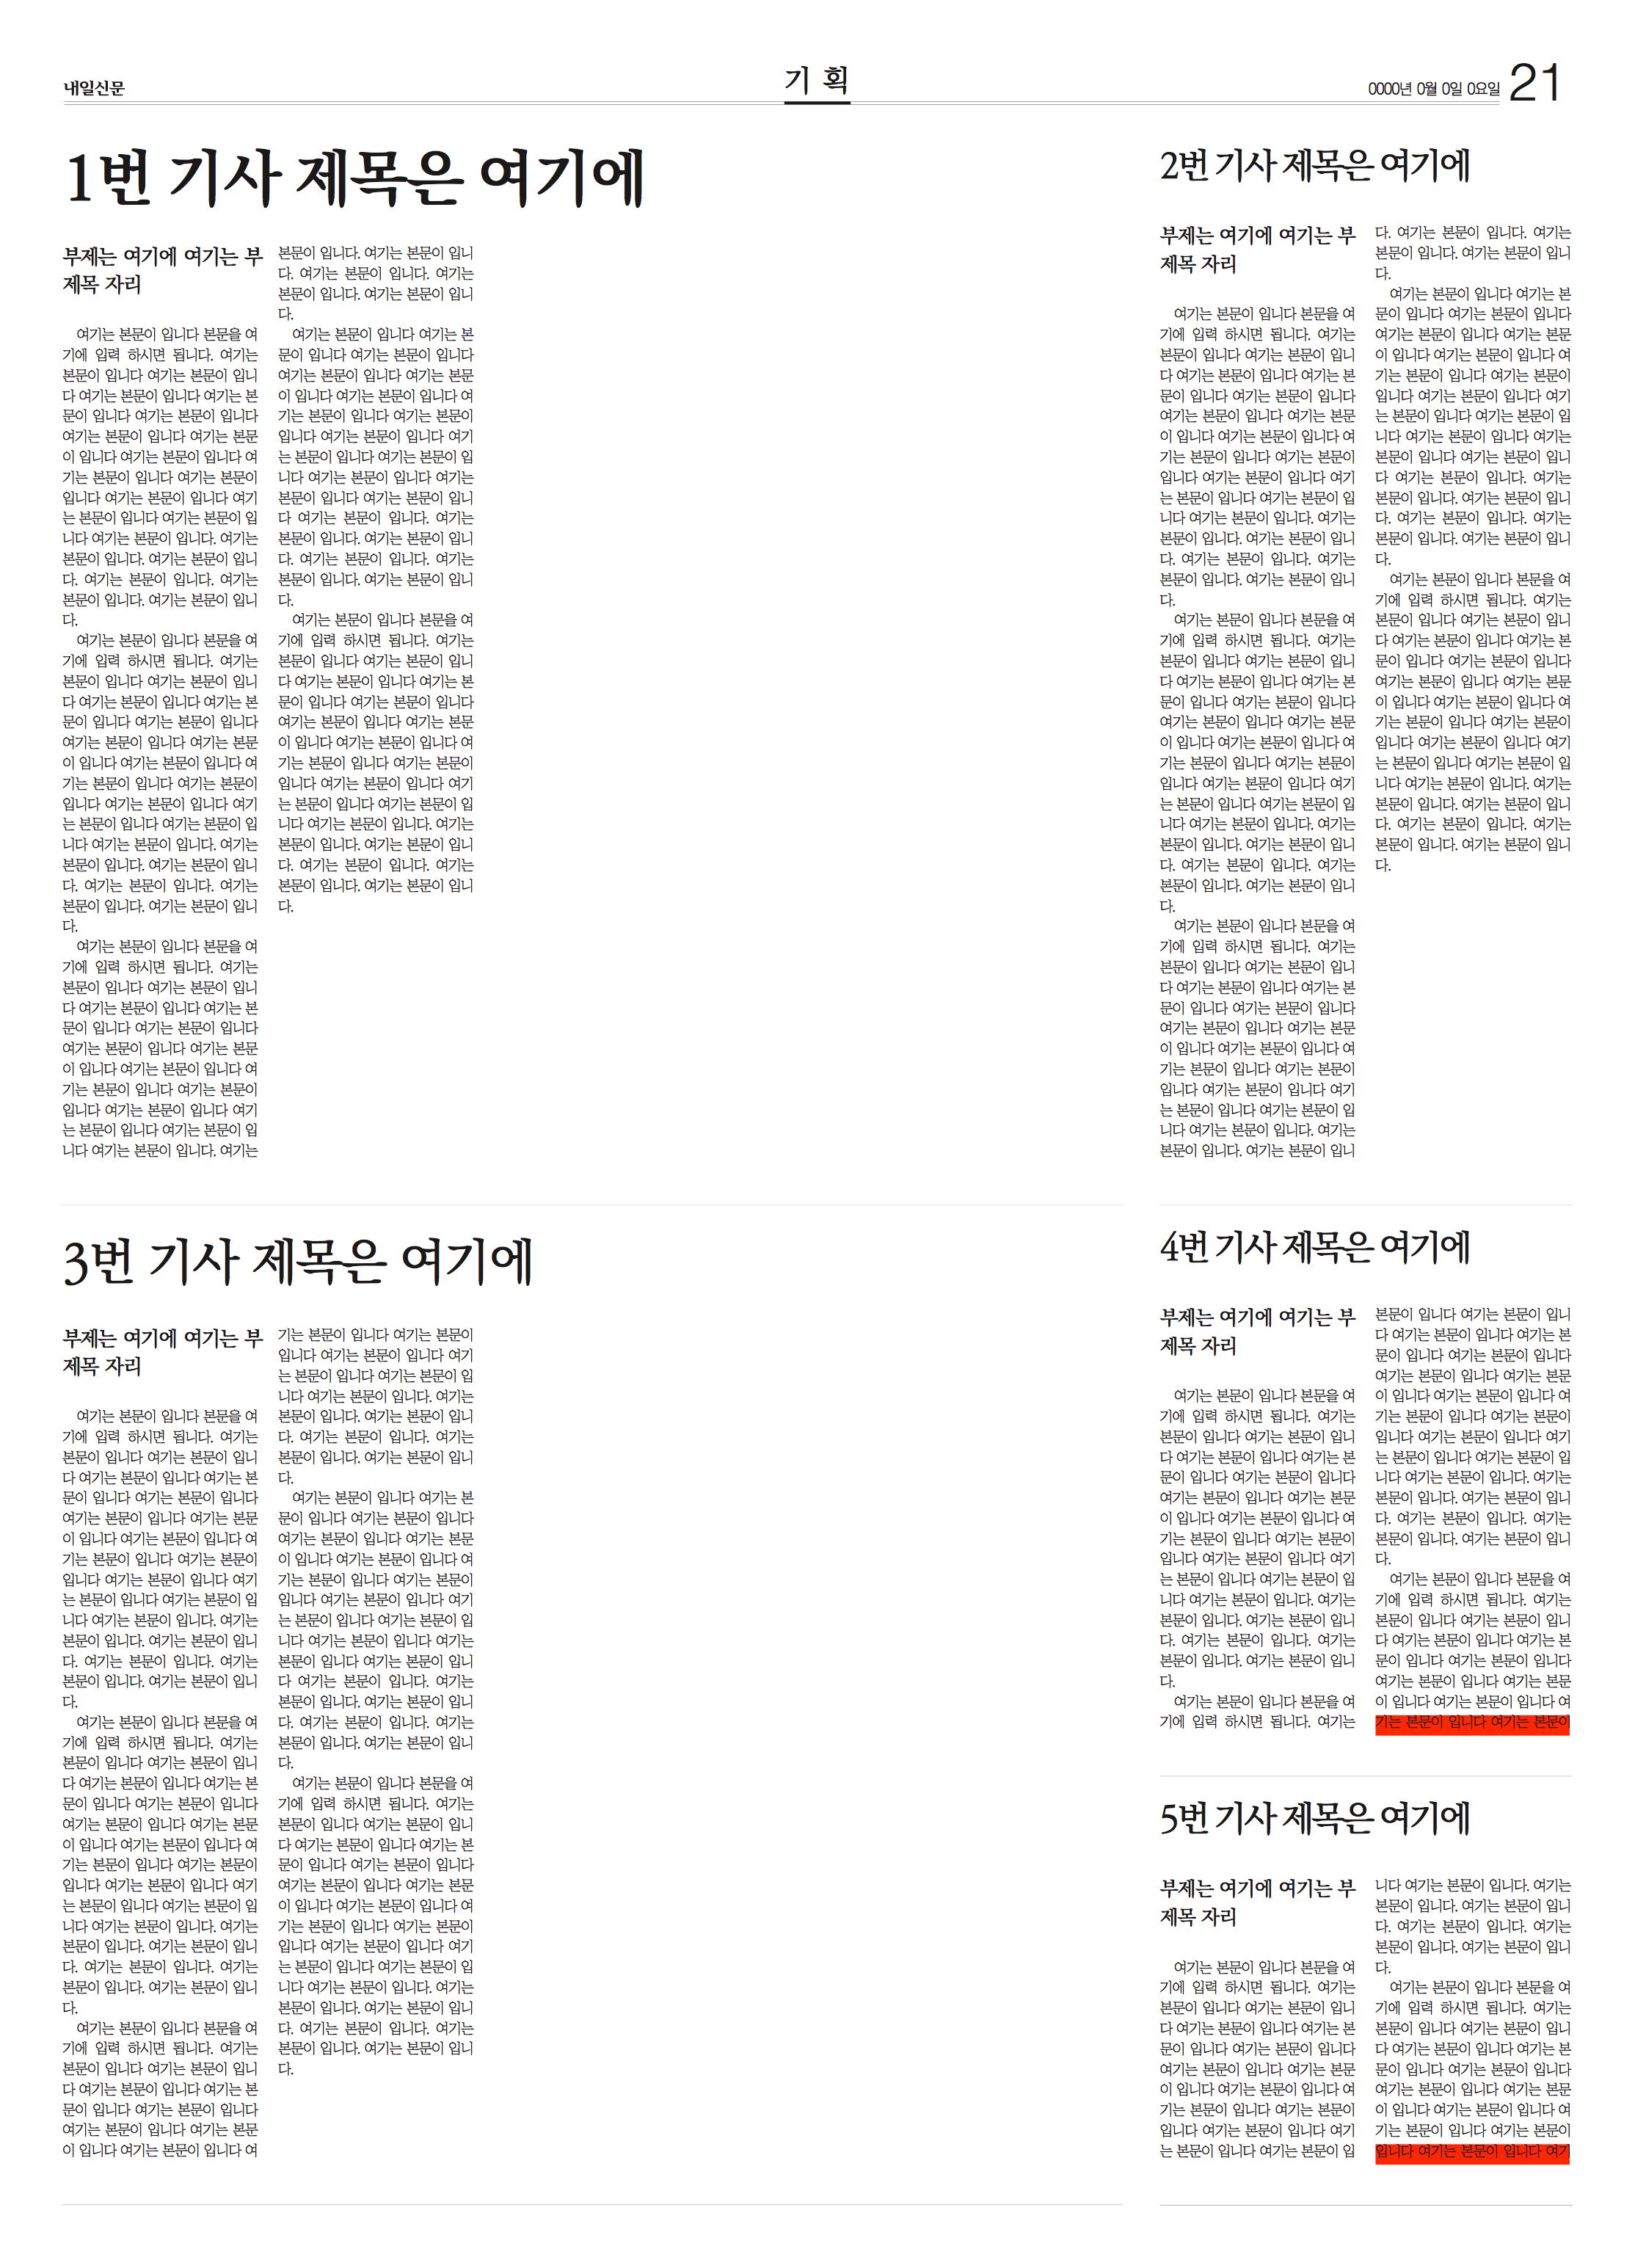 내일신문
기 획
0000년 0월 0일 0요일 21
1번 기사 제목은 여기에
부제는 여기에 여기는 부
제목 자리
여기는 본문이 입니다 본문을 여
기에 입력 하시면 됩니다. 여기는
본문이 입니다 여기는 본문이 입니
다 여기는 본문이 입니다 여기는 본
문이 입니다 여기는 본문이 입니다
여기는 본문이 입니다 여기는 본문
이 입니다 여기는 본문이 입니다 여
기는 본문이 입니다 여기는 본문이
입니다 여기는 본문이 입니다 여기
는 본문이 입니다 여기는 본문이 입
니다 여기는 본문이 입니다. 여기는
본문이 입니다. 여기는 본문이 입니
다. 여기는 본문이 입니다. 여기는
본문이 입니다. 여기는 본문이 입니
다.
여기는 본문이 입니다 본문을 여
기에 입력 하시면 됩니다. 여기는
본문이 입니다 여기는 본문이 입니
다 여기는 본문이 입니다 여기는 본
문이 입니다 여기는 본문이 입니다
여기는 본문이 입니다 여기는 본문
이 입니다 여기는 본문이 입니다 여
기는 본문이 입니다 여기는 본문이
입니다 여기는 본문이 입니다 여기
는 본문이 입니다 여기는 본문이 입
니다 여기는 본문이 입니다. 여기는
본문이 입니다. 여기는 본문이 입니
다. 여기는 본문이 입니다. 여기는
본문이 입니다. 여기는 본문이 입니
다.
여기는 본문이 입니다 본문을 여
기에 입력 하시면 됩니다. 여기는
본문이 입니다 여기는 본문이 입니
다 여기는 본문이 입니다 여기는 본
문이 입니다 여기는 본문이 입니다
여기는 본문이 입니다 여기는 본문
이 입니다 여기는 본문이 입니다 여
기는 본문이 입니다 여기는 본문이
입니다 여기는 본문이 입니다 여기
는 본문이 입니다 여기는 본문이 입
니다 여기는 본문이 입니다. 여기는
본문이 입니다. 여기는 본문이 입니
다. 여기는 본문이 입니다. 여기는
본문이 입니다. 여기는 본문이 입니
다.
여기는 본문이 입니다 여기는 본
문이 입니다 여기는 본문이 입니다
여기는 본문이 입니다 여기는 본문
이 입니다 여기는 본문이 입니다 여
기는 본문이 입니다 여기는 본문이
입니다 여기는 본문이 입니다 여기
는 본문이 입니다 여기는 본문이 입
니다 여기는 본문이 입니다 여기는
본문이 입니다 여기는 본문이 입니
다 여기는 본문이 입니다. 여기는
본문이 입니다. 여기는 본문이 입니
다. 여기는 본문이 입니다. 여기는
본문이 입니다. 여기는 본문이 입니
다.
여기는 본문이 입니다 본문을 여
기에 입력 하시면 됩니다. 여기는
본문이 입니다 여기는 본문이 입니
다 여기는 본문이 입니다 여기는 본
문이 입니다 여기는 본문이 입니다
여기는 본문이 입니다 여기는 본문
이 입니다 여기는 본문이 입니다 여
기는 본문이 입니다 여기는 본문이
입니다 여기는 본문이 입니다 여기
는 본문이 입니다 여기는 본문이 입
니다 여기는 본문이 입니다. 여기는
본문이 입니다. 여기는 본문이 입니
다. 여기는 본문이 입니다. 여기는
본문이 입니다. 여기는 본문이 입니
다.
2번 기사 제목은 여기에
부제는 여기에 여기는 부
제목 자리
여기는 본문이 입니다 본문을 여
기에 입력 하시면 됩니다. 여기는
본문이 입니다 여기는 본문이 입니
다 여기는 본문이 입니다 여기는 본
문이 입니다 여기는 본문이 입니다
여기는 본문이 입니다 여기는 본문
이 입니다 여기는 본문이 입니다 여
기는 본문이 입니다 여기는 본문이
입니다 여기는 본문이 입니다 여기
는 본문이 입니다 여기는 본문이 입
니다 여기는 본문이 입니다. 여기는
본문이 입니다. 여기는 본문이 입니
다. 여기는 본문이 입니다. 여기는
본문이 입니다. 여기는 본문이 입니
다.
여기는 본문이 입니다 본문을 여
기에 입력 하시면 됩니다. 여기는
본문이 입니다 여기는 본문이 입니
다 여기는 본문이 입니다 여기는 본
문이 입니다 여기는 본문이 입니다
여기는 본문이 입니다 여기는 본문
이 입니다 여기는 본문이 입니다 여
기는 본문이 입니다 여기는 본문이
입니다 여기는 본문이 입니다 여기
는 본문이 입니다 여기는 본문이 입
니다 여기는 본문이 입니다. 여기는
본문이 입니다. 여기는 본문이 입니
다. 여기는 본문이 입니다. 여기는
본문이 입니다. 여기는 본문이 입니
다.
여기는 본문이 입니다 본문을 여
기에 입력 하시면 됩니다. 여기는
본문이 입니다 여기는 본문이 입니
다 여기는 본문이 입니다 여기는 본
문이 입니다 여기는 본문이 입니다
여기는 본문이 입니다 여기는 본문
이 입니다 여기는 본문이 입니다 여
기는 본문이 입니다 여기는 본문이
입니다 여기는 본문이 입니다 여기
는 본문이 입니다 여기는 본문이 입
니다 여기는 본문이 입니다. 여기는
본문이 입니다. 여기는 본문이 입니
다. 여기는 본문이 입니다. 여기는
본문이 입니다. 여기는 본문이 입니
다.
여기는 본문이 입니다 여기는 본
문이 입니다 여기는 본문이 입니다
여기는 본문이 입니다 여기는 본문
이 입니다 여기는 본문이 입니다 여
기는 본문이 입니다 여기는 본문이
입니다 여기는 본문이 입니다 여기
는 본문이 입니다 여기는 본문이 입
니다 여기는 본문이 입니다 여기는
본문이 입니다 여기는 본문이 입니
다 여기는 본문이 입니다. 여기는
본문이 입니다. 여기는 본문이 입니
다. 여기는 본문이 입니다. 여기는
본문이 입니다. 여기는 본문이 입니
다.
여기는 본문이 입니다 본문을 여
기에 입력 하시면 됩니다. 여기는
본문이 입니다 여기는 본문이 입니
다 여기는 본문이 입니다 여기는 본
문이 입니다 여기는 본문이 입니다
여기는 본문이 입니다 여기는 본문
이 입니다 여기는 본문이 입니다 여
기는 본문이 입니다 여기는 본문이
입니다 여기는 본문이 입니다 여기
는 본문이 입니다 여기는 본문이 입
니다 여기는 본문이 입니다. 여기는
본문이 입니다. 여기는 본문이 입니
다. 여기는 본문이 입니다. 여기는
본문이 입니다. 여기는 본문이 입니
다.
3번 기사 제목은 여기에
부제는 여기에 여기는 부
제목 자리
여기는 본문이 입니다 본문을 여
기에 입력 하시면 됩니다. 여기는
본문이 입니다 여기는 본문이 입니
다 여기는 본문이 입니다 여기는 본
문이 입니다 여기는 본문이 입니다
여기는 본문이 입니다 여기는 본문
이 입니다 여기는 본문이 입니다 여
기는 본문이 입니다 여기는 본문이
입니다 여기는 본문이 입니다 여기
는 본문이 입니다 여기는 본문이 입
니다 여기는 본문이 입니다. 여기는
본문이 입니다. 여기는 본문이 입니
다. 여기는 본문이 입니다. 여기는
본문이 입니다. 여기는 본문이 입니
다.
여기는 본문이 입니다 본문을 여
기에 입력 하시면 됩니다. 여기는
본문이 입니다 여기는 본문이 입니
다 여기는 본문이 입니다 여기는 본
문이 입니다 여기는 본문이 입니다
여기는 본문이 입니다 여기는 본문
이 입니다 여기는 본문이 입니다 여
기는 본문이 입니다 여기는 본문이
입니다 여기는 본문이 입니다 여기
는 본문이 입니다 여기는 본문이 입
니다 여기는 본문이 입니다. 여기는
본문이 입니다. 여기는 본문이 입니
다. 여기는 본문이 입니다. 여기는
본문이 입니다. 여기는 본문이 입니
다.
여기는 본문이 입니다 본문을 여
기에 입력 하시면 됩니다. 여기는
본문이 입니다 여기는 본문이 입니
다 여기는 본문이 입니다 여기는 본
문이 입니다 여기는 본문이 입니다
여기는 본문이 입니다 여기는 본문
이 입니다 여기는 본문이 입니다 여
기는 본문이 입니다 여기는 본문이
입니다 여기는 본문이 입니다 여기
는 본문이 입니다 여기는 본문이 입
니다 여기는 본문이 입니다. 여기는
본문이 입니다. 여기는 본문이 입니
다. 여기는 본문이 입니다. 여기는
본문이 입니다. 여기는 본문이 입니
다.
여기는 본문이 입니다 여기는 본
문이 입니다 여기는 본문이 입니다
여기는 본문이 입니다 여기는 본문
이 입니다 여기는 본문이 입니다 여
기는 본문이 입니다 여기는 본문이
입니다 여기는 본문이 입니다 여기
는 본문이 입니다 여기는 본문이 입
니다 여기는 본문이 입니다 여기는
본문이 입니다 여기는 본문이 입니
다 여기는 본문이 입니다. 여기는
본문이 입니다. 여기는 본문이 입니
다. 여기는 본문이 입니다. 여기는
본문이 입니다. 여기는 본문이 입니
다.
여기는 본문이 입니다 본문을 여
기에 입력 하시면 됩니다. 여기는
본문이 입니다 여기는 본문이 입니
다 여기는 본문이 입니다 여기는 본
문이 입니다 여기는 본문이 입니다
여기는 본문이 입니다 여기는 본문
이 입니다 여기는 본문이 입니다 여
기는 본문이 입니다 여기는 본문이
입니다 여기는 본문이 입니다 여기
는 본문이 입니다 여기는 본문이 입
니다 여기는 본문이 입니다. 여기는
본문이 입니다. 여기는 본문이 입니
다. 여기는 본문이 입니다. 여기는
본문이 입니다. 여기는 본문이 입니
다.
4번 기사 제목은 여기에
부제는 여기에 여기는 부
제목 자리
여기는 본문이 입니다 본문을 여
기에 입력 하시면 됩니다. 여기는
본문이 입니다 여기는 본문이 입니
다 여기는 본문이 입니다 여기는 본
문이 입니다 여기는 본문이 입니다
여기는 본문이 입니다 여기는 본문
이 입니다 여기는 본문이 입니다 여
기는 본문이 입니다 여기는 본문이
입니다 여기는 본문이 입니다 여기
는 본문이 입니다 여기는 본문이 입
니다 여기는 본문이 입니다. 여기는
본문이 입니다. 여기는 본문이 입니
다. 여기는 본문이 입니다. 여기는
본문이 입니다. 여기는 본문이 입니
다.
여기는 본문이 입니다 본문을 여
기에 입력 하시면 됩니다. 여기는
본문이 입니다 여기는 본문이 입니
다 여기는 본문이 입니다 여기는 본
문이 입니다 여기는 본문이 입니다
여기는 본문이 입니다 여기는 본문
이 입니다 여기는 본문이 입니다 여
기는 본문이 입니다 여기는 본문이
입니다 여기는 본문이 입니다 여기
는 본문이 입니다 여기는 본문이 입
니다 여기는 본문이 입니다. 여기는
본문이 입니다. 여기는 본문이 입니
다. 여기는 본문이 입니다. 여기는
본문이 입니다. 여기는 본문이 입니
다.
여기는 본문이 입니다 본문을 여
기에 입력 하시면 됩니다. 여기는
본문이 입니다 여기는 본문이 입니
다 여기는 본문이 입니다 여기는 본
문이 입니다 여기는 본문이 입니다
여기는 본문이 입니다 여기는 본문
이 입니다 여기는 본문이 입니다 여
기는 본문이 입니다 여기는 본문이
5번 기사 제목은 여기에
부제는 여기에 여기는 부
제목 자리
여기는 본문이 입니다 본문을 여
기에 입력 하시면 됩니다. 여기는
본문이 입니다 여기는 본문이 입니
다 여기는 본문이 입니다 여기는 본
문이 입니다 여기는 본문이 입니다
여기는 본문이 입니다 여기는 본문
이 입니다 여기는 본문이 입니다 여
기는 본문이 입니다 여기는 본문이
입니다 여기는 본문이 입니다 여기
는 본문이 입니다 여기는 본문이 입
니다 여기는 본문이 입니다. 여기는
본문이 입니다. 여기는 본문이 입니
다. 여기는 본문이 입니다. 여기는
본문이 입니다. 여기는 본문이 입니
다.
여기는 본문이 입니다 본문을 여
기에 입력 하시면 됩니다. 여기는
본문이 입니다 여기는 본문이 입니
다 여기는 본문이 입니다 여기는 본
문이 입니다 여기는 본문이 입니다
여기는 본문이 입니다 여기는 본문
이 입니다 여기는 본문이 입니다 여
기는 본문이 입니다 여기는 본문이
입니다 여기는 본문이 입니다 여기